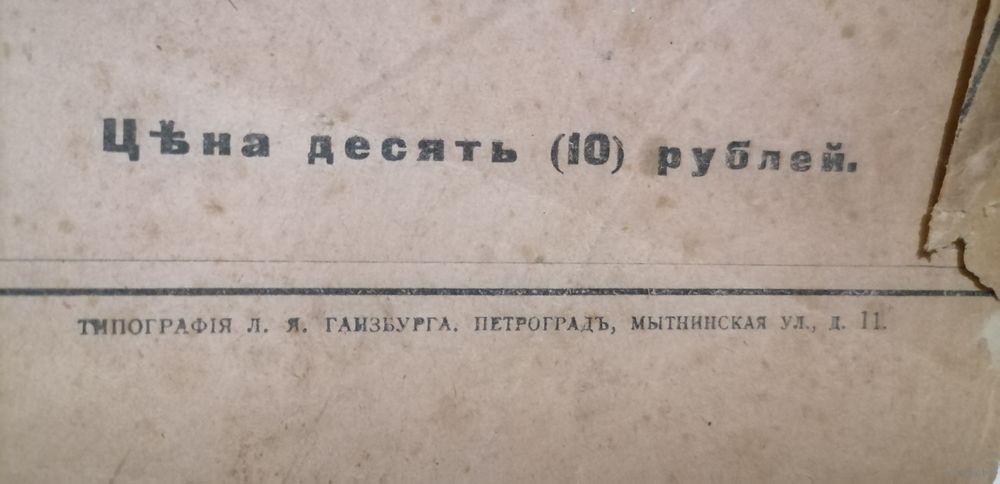 Цѣна десять (10) рублей.
ТИПОГРАФІЯ Л. Я. ГАНЗБУРГА. ПЕТРОГРАДЪ, МЫТНИНСКАЯ УЛ., д. 11.